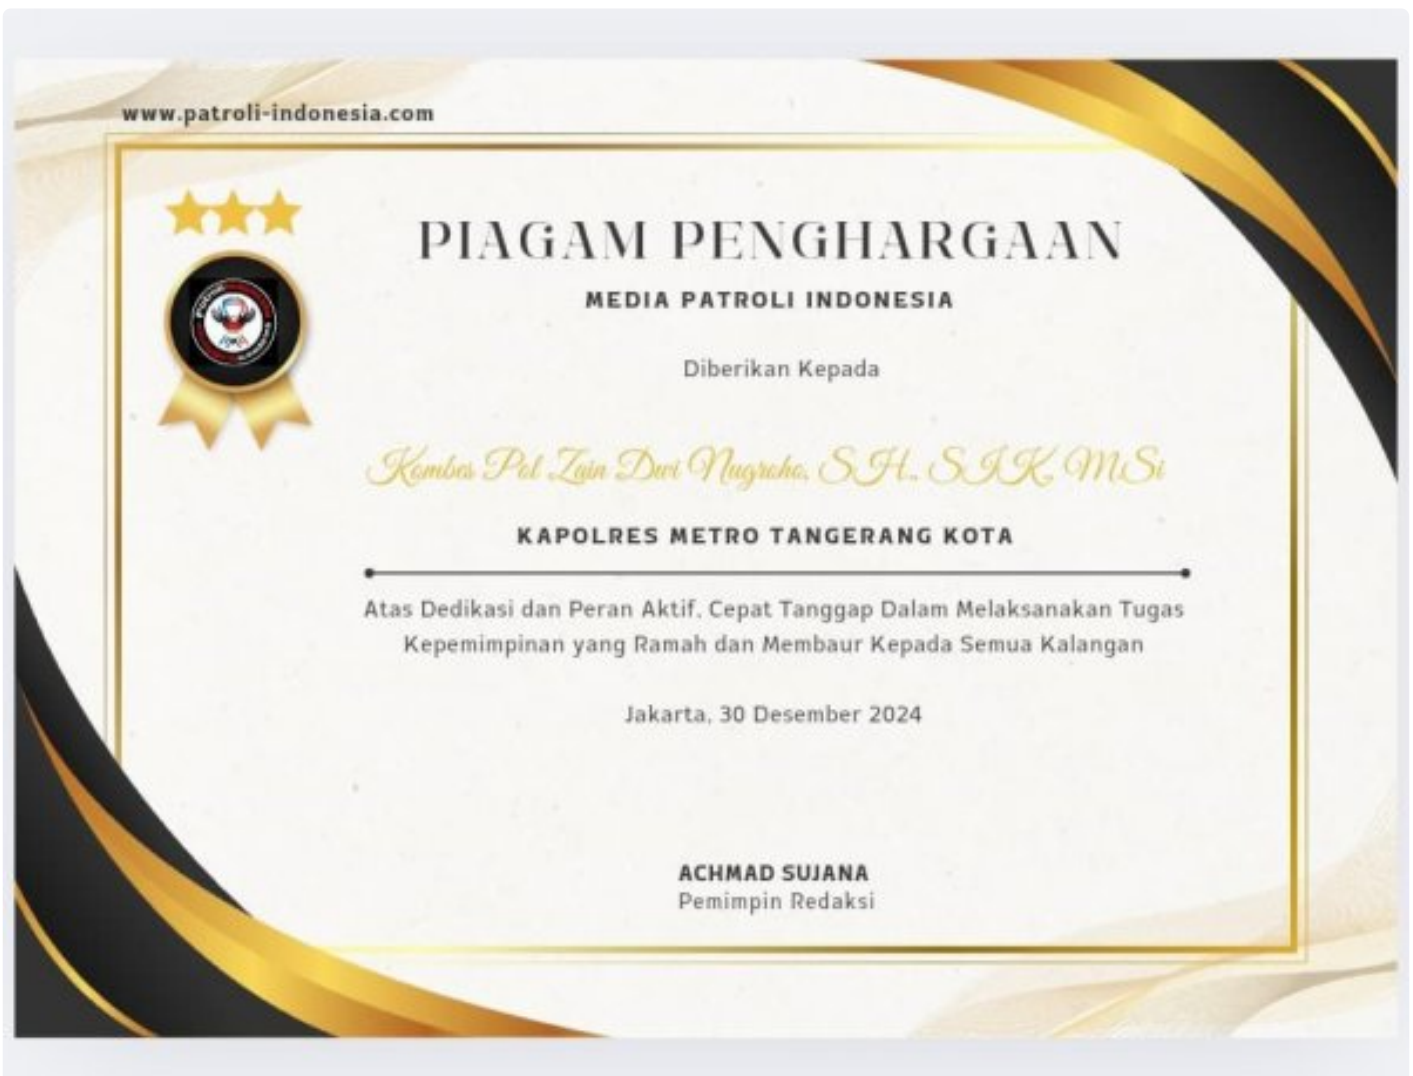 www.patroli-indonesia.com
PIAGAM PENGHARGAAN
MEDIA PATROLI INDONESIA
Diberikan Kepada
Kombes Pol Zain Dwi Nugroho, S.H., S.I.K, M.Si
KAPOLRES METRO TANGERANG KOTA
Atas Dedikasi dan Peran Aktif, Cepat Tanggap Dalam Melaksanakan Tugas
Kepemimpinan yang Ramah dan Membaur Kepada Semua Kalangan
Jakarta, 30 Desember 2024
ACHMAD SUJANA
Pemimpin Redaksi